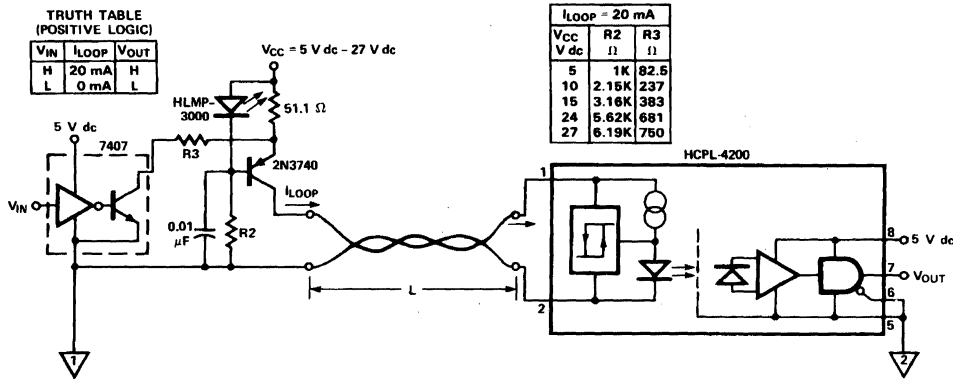 TRUTH TABLE
(POSITIVE LOGIC)
VIN ILOOP VOUT
H 20 mA H
L 0 mA L
VCC = 5 V dc – 27 V dc
HLMP-
3000
51.1 Ω
5 V dc
7407
R3
2N3740
VIN
ILOOP
0.01
μF
R2
L
1
ILOOP = 20 mA
VCC R2 R3
V dc Ω Ω
5 1K 82.5
10 2.15K 237
15 3.16K 383
24 5.62K 681
27 6.19K 750
HCPL-4200
1
2
8
5 V dc
7
VOUT
6
5
2